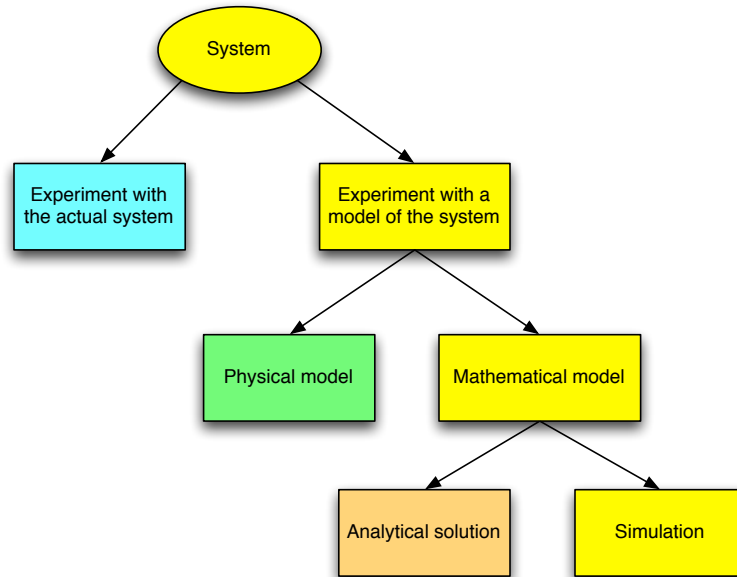 System
Experiment with
the actual system
Experiment with a
model of the system
Physical model
Mathematical model
Analytical solution
Simulation